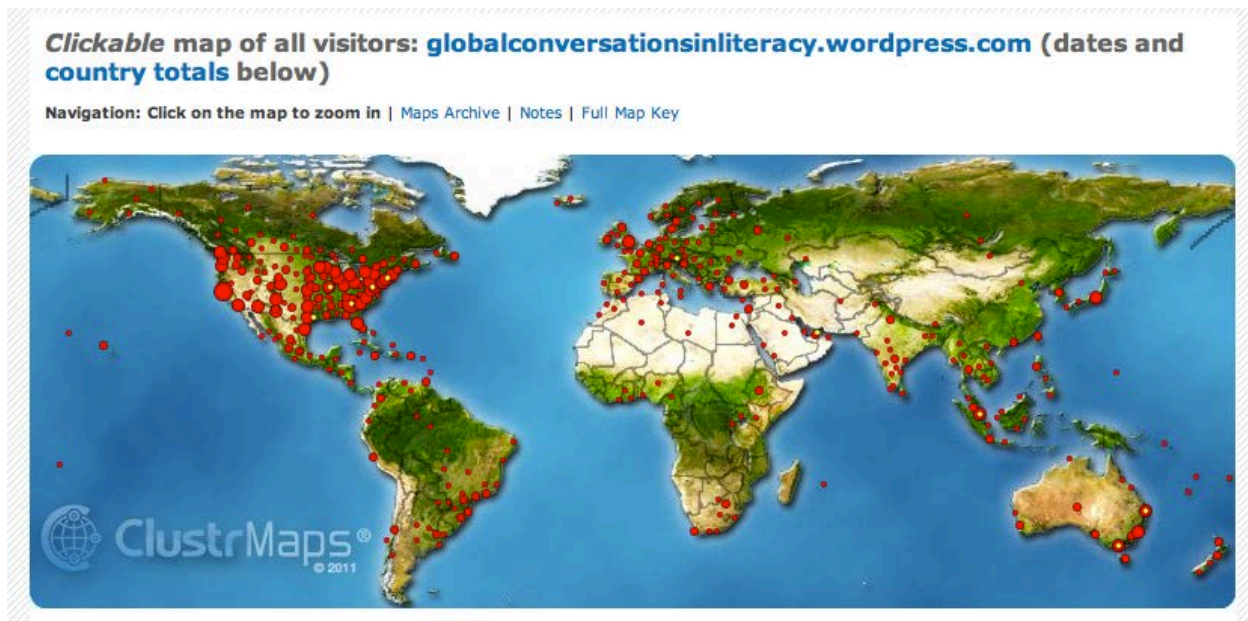 Clickable map of all visitors: globalconversationsinliteracy.wordpress.com (dates and
country totals below)
Navigation: Click on the map to zoom in | Maps Archive | Notes | Full Map Key
ClustrMaps®
© 2011